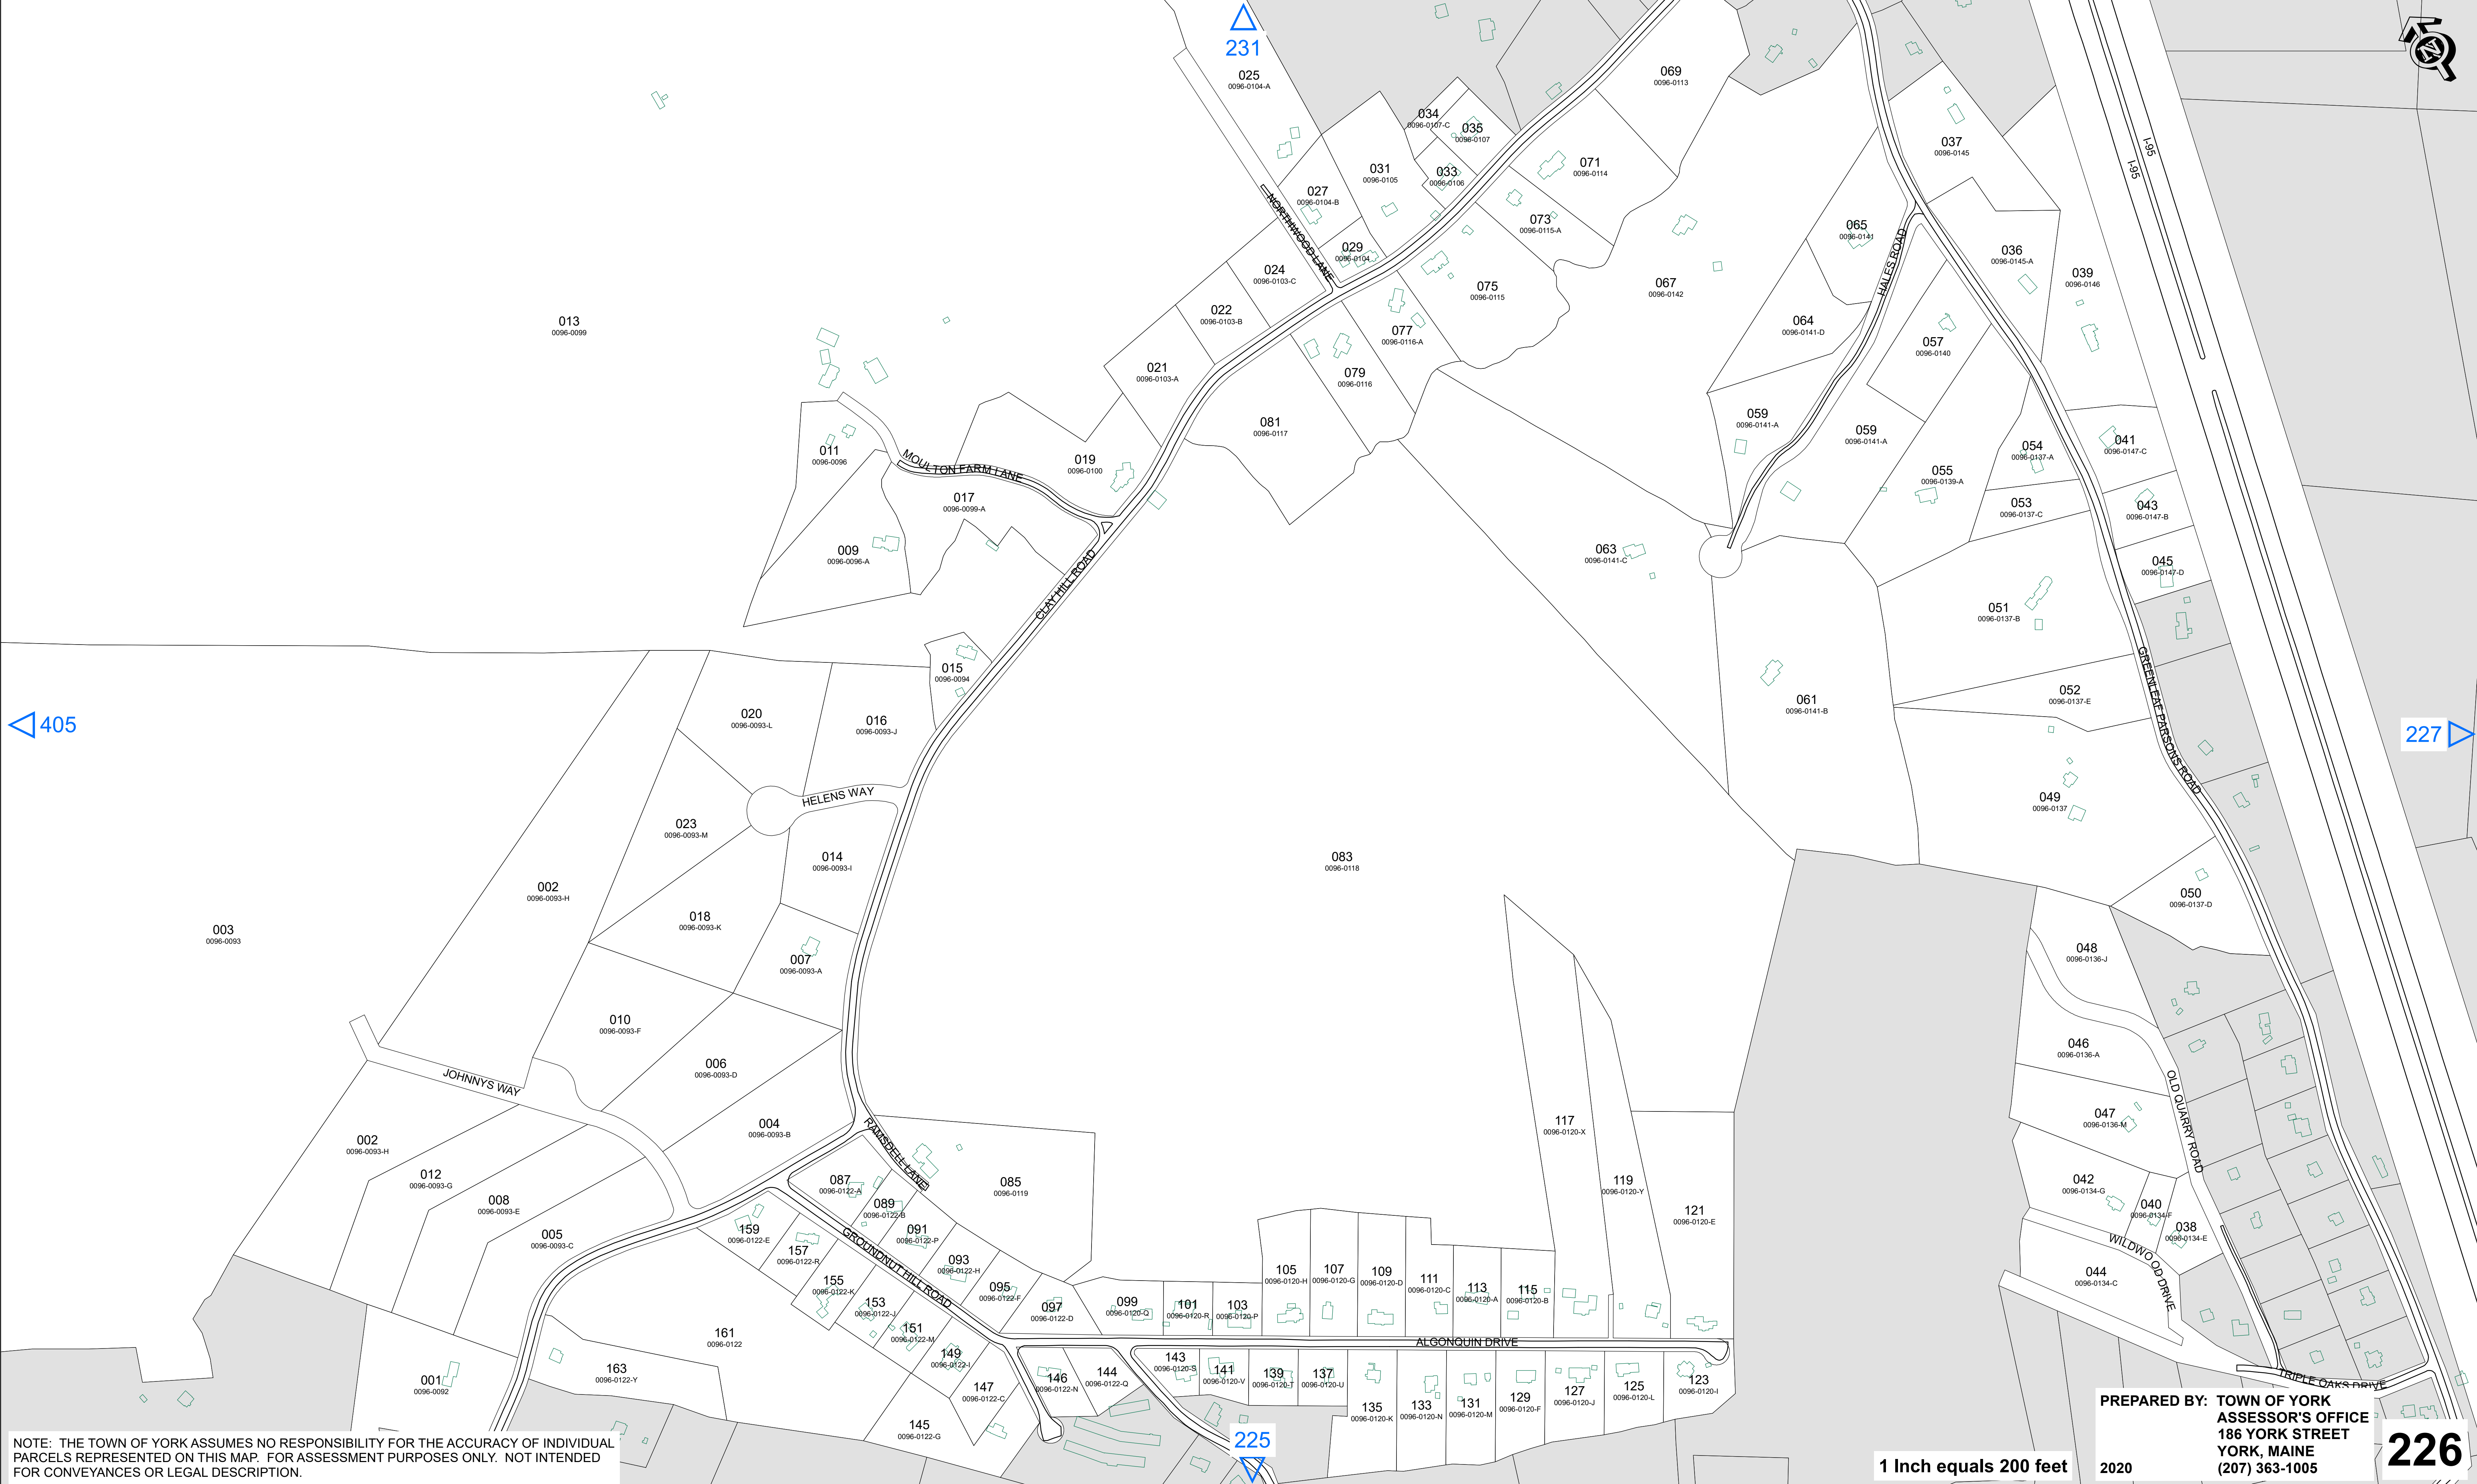 231
N
025
0096-0104-A
069
0096-0113
034
0096-0107-C
035
0096-0107
037
0096-0145
I-95
I-95
031
0096-0105
033
0096-0106
071
0096-0114
027
0096-0104-B
NORTHWOOD LANE
073
0096-0115-A
065
0096-0141
029
0096-0104
036
0096-0145-A
HALES ROAD
024
0096-0103-C
039
0096-0146
075
0096-0115
067
0096-0142
022
0096-0103-B
013
0096-0099
064
0096-0141-D
077
0096-0116-A
057
0096-0140
021
0096-0103-A
079
0096-0116
081
0096-0117
059
0096-0141-A
059
0096-0141-A
041
0096-0147-C
054
0096-0137-A
011
0096-0096
MOULTON FARM LANE
019
0096-0100
055
0096-0139-A
017
0096-0099-A
053
0096-0137-C
043
0096-0147-B
009
0096-0096-A
063
0096-0141-C
045
0096-0147-D
CLAY HILL ROAD
051
0096-0137-B
015
0096-0094
GREENLEAF PARSONS ROAD
052
0096-0137-E
061
0096-0141-B
020
0096-0093-L
016
0096-0093-J
405
227
HELENS WAY
049
0096-0137
023
0096-0093-M
014
0096-0093-I
083
0096-0118
002
0096-0093-H
050
0096-0137-D
018
0096-0093-K
003
0096-0093
048
0096-0136-J
007
0096-0093-A
010
0096-0093-F
046
0096-0136-A
006
0096-0093-D
JOHNNYS WAY
OLD QUARRY ROAD
047
0096-0136-M
004
0096-0093-B
117
0096-0120-X
002
0096-0093-H
RAMSDELL LANE
012
0096-0093-G
087
0096-0122-A
085
0096-0119
119
0096-0120-Y
042
0096-0134-G
008
0096-0093-E
089
0096-0122-B
040
0096-0134-F
121
0096-0120-E
038
0096-0134-E
005
0096-0093-C
159
0096-0122-E
091
0096-0122-P
GROUNDNUT HILL ROAD
WILDWOOD DRIVE
157
0096-0122-R
093
0096-0122-H
044
0096-0134-C
105
0096-0120-H
107
0096-0120-G
109
0096-0120-D
111
0096-0120-C
113
0096-0120-A
115
0096-0120-B
155
0096-0122-K
095
0096-0122-F
153
0096-0122-J
097
0096-0122-D
099
0096-0120-Q
101
0096-0120-R
103
0096-0120-P
161
0096-0122
151
0096-0122-M
ALGONQUIN DRIVE
149
0096-0122-I
143
0096-0120-S
141
0096-0120-V
139
0096-0120-T
137
0096-0120-U
163
0096-0122-Y
146
0096-0122-N
144
0096-0122-Q
001
0096-0092
147
0096-0122-C
127
0096-0120-J
125
0096-0120-L
123
0096-0120-I
TRIPLE OAKS DRIVE
135
0096-0120-K
133
0096-0120-N
131
0096-0120-M
129
0096-0120-F
145
0096-0122-G
225
NOTE: THE TOWN OF YORK ASSUMES NO RESPONSIBILITY FOR THE ACCURACY OF INDIVIDUAL
PARCELS REPRESENTED ON THIS MAP. FOR ASSESSMENT PURPOSES ONLY. NOT INTENDED
FOR CONVEYANCES OR LEGAL DESCRIPTION.
1 Inch equals 200 feet
PREPARED BY: TOWN OF YORK
ASSESSOR'S OFFICE
186 YORK STREET
YORK, MAINE
2020 (207) 363-1005
226